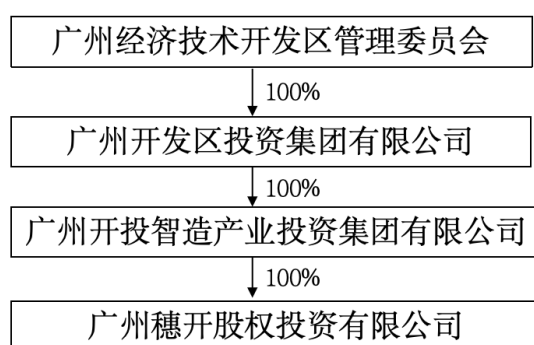 广州经济技术开发区管理委员会
100%
广州开发区投资集团有限公司
100%
广州开投智造产业投资集团有限公司
100%
广州穗开股权投资有限公司